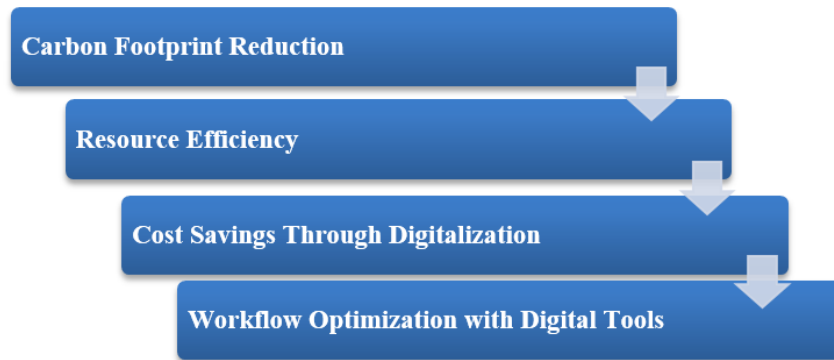 Carbon Footprint Reduction
Resource Efficiency
Cost Savings Through Digitalization
Workflow Optimization with Digital Tools